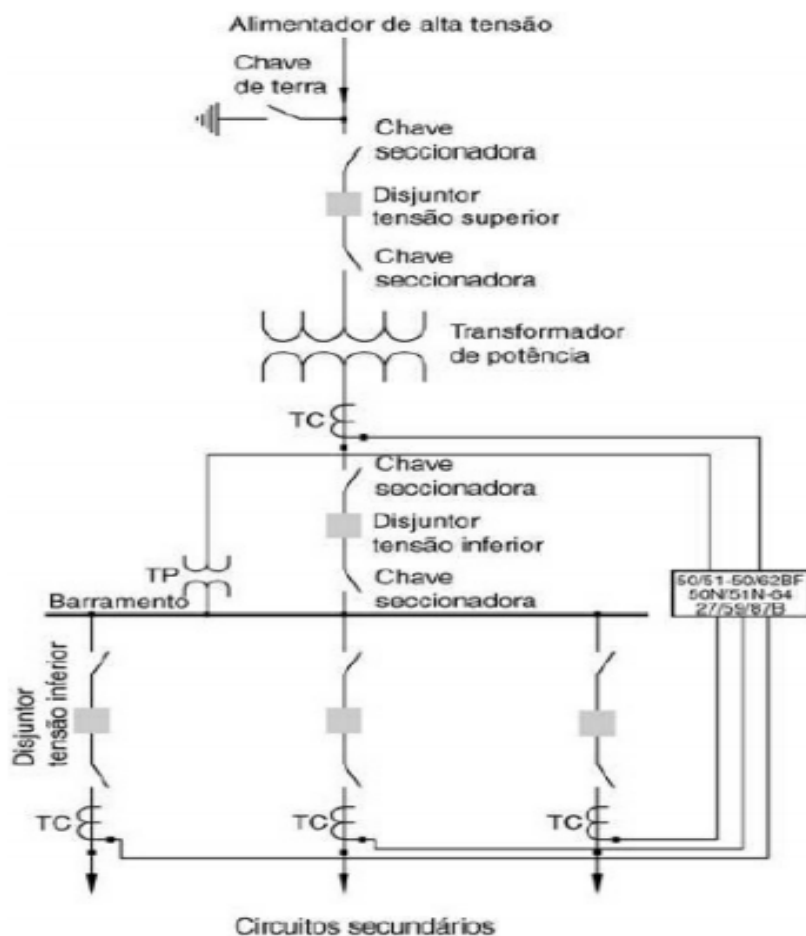 Alimentador de alta tensão
Chave
de terra
Chave
seccionadora
Disjuntor
tensão superior
Chave
seccionadora
Transformador
de potência
TC
Chave
seccionadora
Disjuntor
tensão inferior
TP
Chave
seccionadora
50/51-50/62BF
50N/51N-64
27/59/87B
Barramento
Disjuntor
tensão inferior
TC
TC
TC
Circuitos secundários